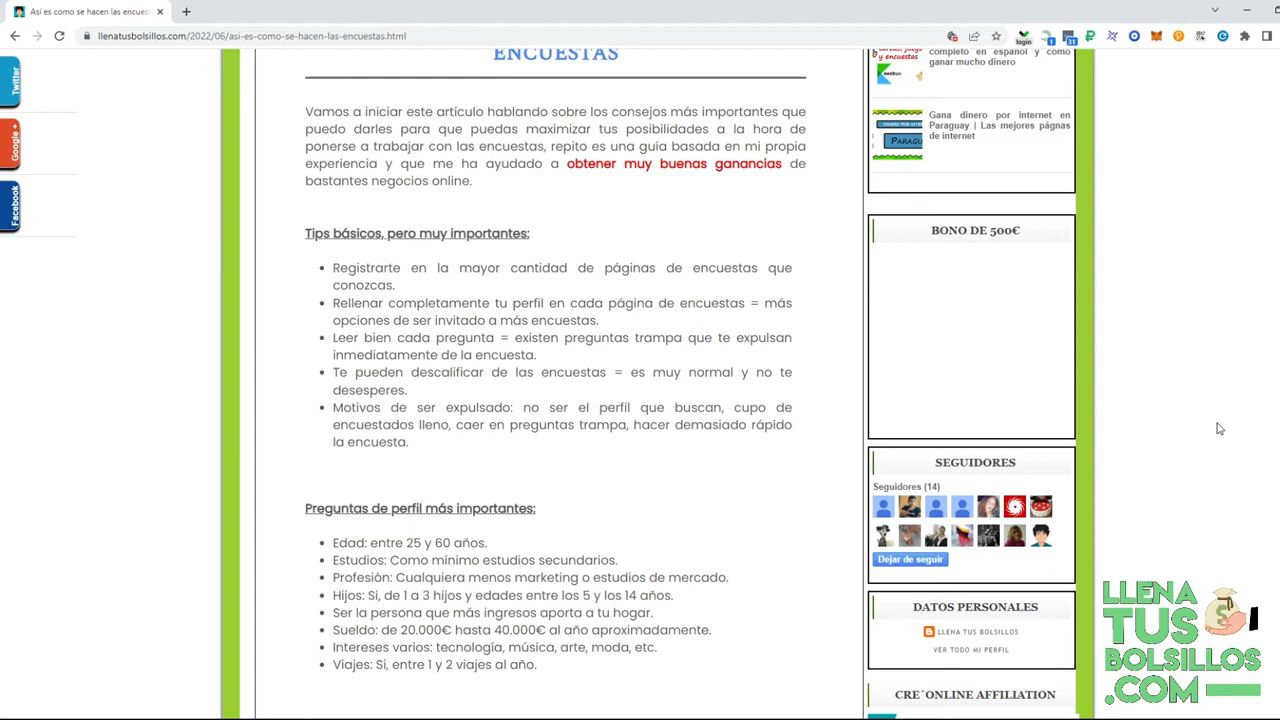 Así es como se hacen las encuest
llenatusbolsillos.com/2022/06/asi-es-como-se-hacen-las-encuestas.html
login
1
31
Twitter
Google +
Facebook
ENCUESTAS
Vamos a iniciar este artículo hablando sobre los consejos más importantes que
puedo darles para que puedas maximizar tus posibilidades a la hora de
ponerse a trabajar con las encuestas, repito es una guía basada en mi propia
experiencia y que me ha ayudado a obtener muy buenas ganancias de
bastantes negocios online.
Tips básicos, pero muy importantes:
Registrarte en la mayor cantidad de páginas de encuestas que
conozcas.
Rellenar completamente tu perfil en cada página de encuestas = más
opciones de ser invitado a más encuestas.
Leer bien cada pregunta = existen preguntas trampa que te expulsan
inmediatamente de la encuesta.
Te pueden descalificar de las encuestas = es muy normal y no te
desesperes.
Motivos de ser expulsado: no ser el perfil que buscan, cupo de
encuestados lleno, caer en preguntas trampa, hacer demasiado rápido
la encuesta.
Preguntas de perfil más importantes:
Edad: entre 25 y 60 años.
Estudios: Como mínimo estudios secundarios.
Profesión: Cualquiera menos marketing o estudios de mercado.
Hijos: Si, de 1 a 3 hijos y edades entre los 5 y los 14 años.
Ser la persona que más ingresos aporta a tu hogar.
Sueldo: de 20.000€ hasta 40.000€ al año aproximadamente.
Intereses varios: tecnología, música, arte, moda, etc.
Viajes: Si, entre 1 y 2 viajes al año.
y encuestas
completo en español y como
ganar mucho dinero
PARAGU
Gana dinero por internet en
Paraguay | Las mejores págnas
de internet
BONO DE 500€
SEGUIDORES
Seguidores (14)
Dejar de seguir
DATOS PERSONALES
LLENA TUS BOLSILLOS
VER TODO MI PERFIL
CRE´ONLINE AFFILIATION
LLENA
TUS
BOLSILLOS
.COM